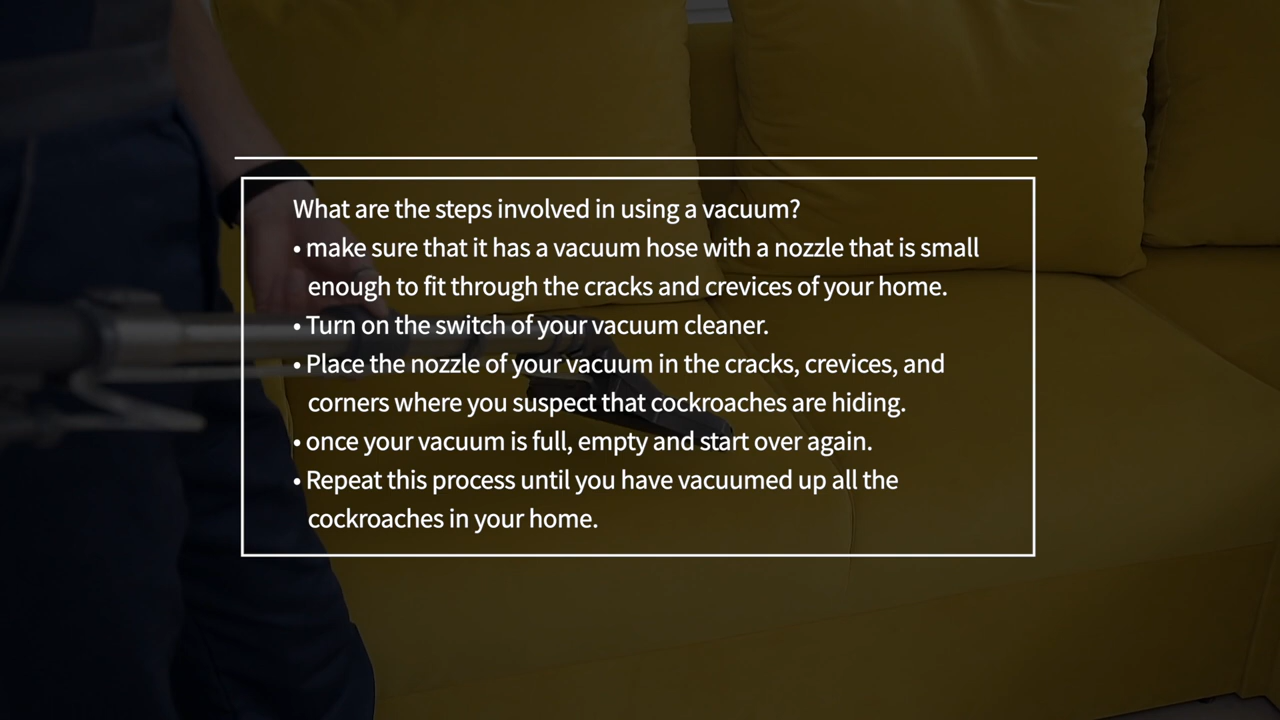 What are the steps involved in using a vacuum?
• make sure that it has a vacuum hose with a nozzle that is small
enough to fit through the cracks and crevices of your home.
• Turn on the switch of your vacuum cleaner.
• Place the nozzle of your vacuum in the cracks, crevices, and
corners where you suspect that cockroaches are hiding.
• once your vacuum is full, empty and start over again.
• Repeat this process until you have vacuumed up all the
cockroaches in your home.